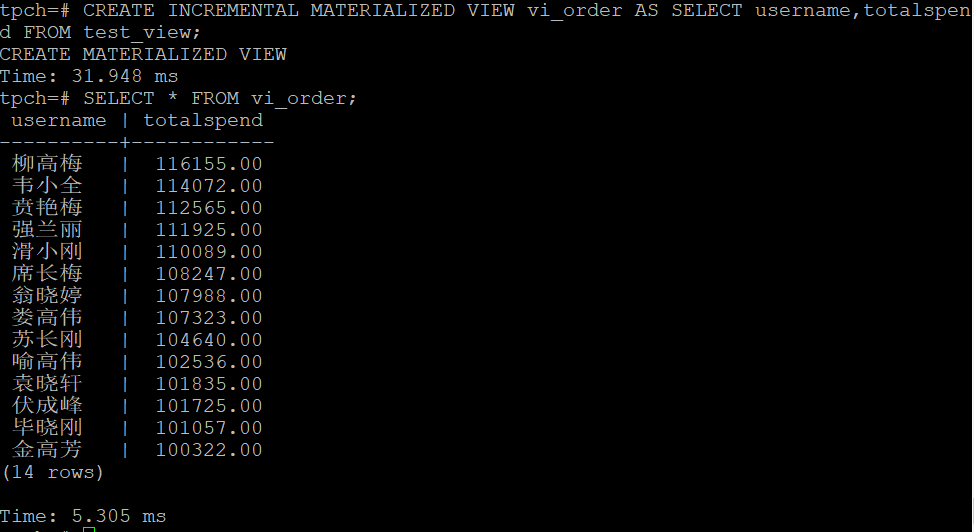 tpch=# CREATE INCREMENTAL MATERIALIZED VIEW vi_order AS SELECT username,totalspen
d FROM test_view;
CREATE MATERIALIZED VIEW
Time: 31.948 ms
tpch=# SELECT * FROM vi_order;
 username | totalspend
----------+------------
 柳高梅   |  116155.00
 韦小全   |  114072.00
 贲艳梅   |  112565.00
 强兰丽   |  111925.00
 滑小刚   |  110089.00
 席长梅   |  108247.00
 翁晓婷   |  107988.00
 娄高伟   |  107323.00
 苏长刚   |  104640.00
 喻高伟   |  102536.00
 袁晓轩   |  101835.00
 伏成峰   |  101725.00
 毕晓刚   |  101057.00
 金高芳   |  100322.00
(14 rows)
Time: 5.305 ms